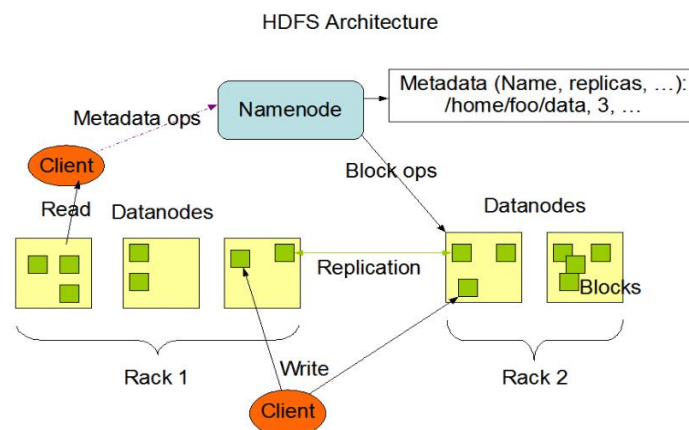 HDFS Architecture
Metadata (Name, replicas, …):
/home/foo/data, 3, …
Namenode
Metadata ops
Client
Block ops
Read
Datanodes
Datanodes
Replication
Blocks
Write
Rack 1
Rack 2
Client